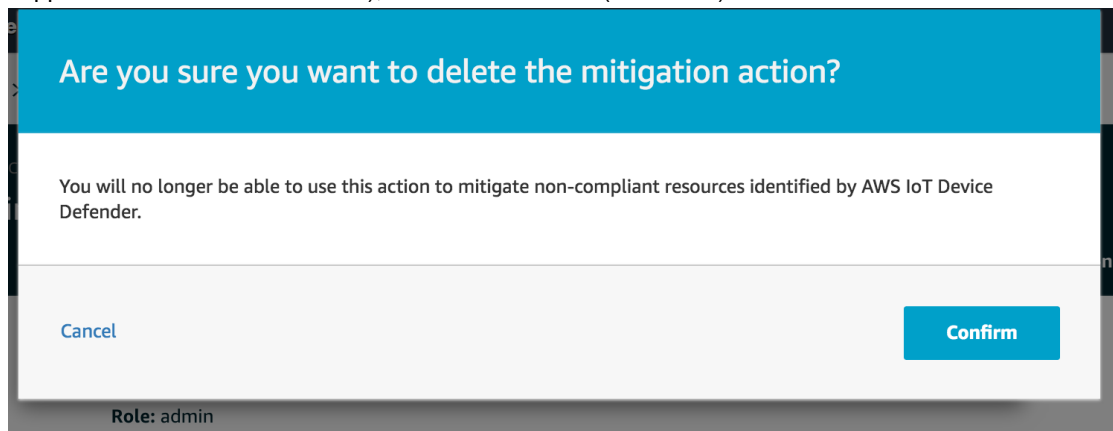 Are you sure you want to delete the mitigation action?
You will no longer be able to use this action to mitigate non-compliant resources identified by AWS IoT Device
Defender.
Cancel
Confirm
Role: admin